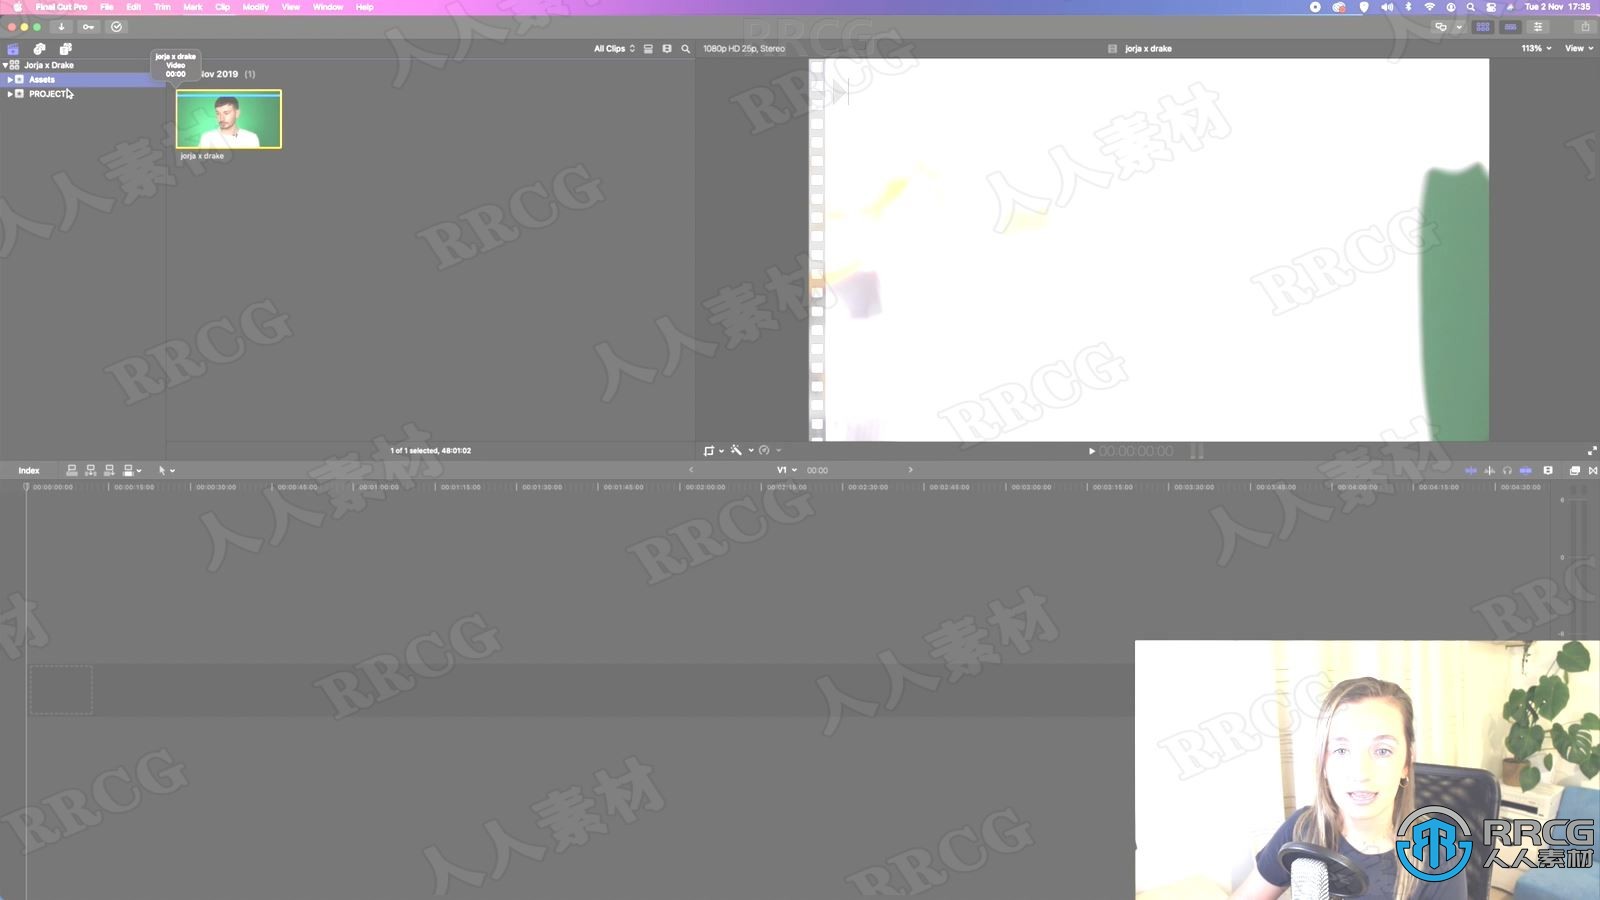 Final Cut Pro File Edit Trim Mark Clip Modify View Window Help
Tue 2 Nov 17:35
All Clips
1080p HD 25p, Stereo
jorja x drake
113%
View
Jorja x Drake
Assets
PROJECT
jorja x drake
Video
00:00
Nov 2019 (1)
jorja x drake
1 of 1 selected, 48:01:02
00:00:00:00
Index
V1
00:00
00:00:00:00 00:00:15:00 00:00:30:00 00:00:45:00 00:01:00:00 00:01:15:00 00:01:30:00 00:01:45:00 00:02:00:00 00:02:15:00 00:02:30:00 00:02:45:00 00:03:00:00 00:03:15:00 00:03:30:00 00:03:45:00 00:04:00:00 00:04:15:00 00:04:30:00
6
0
-6
RRCG
人人素材